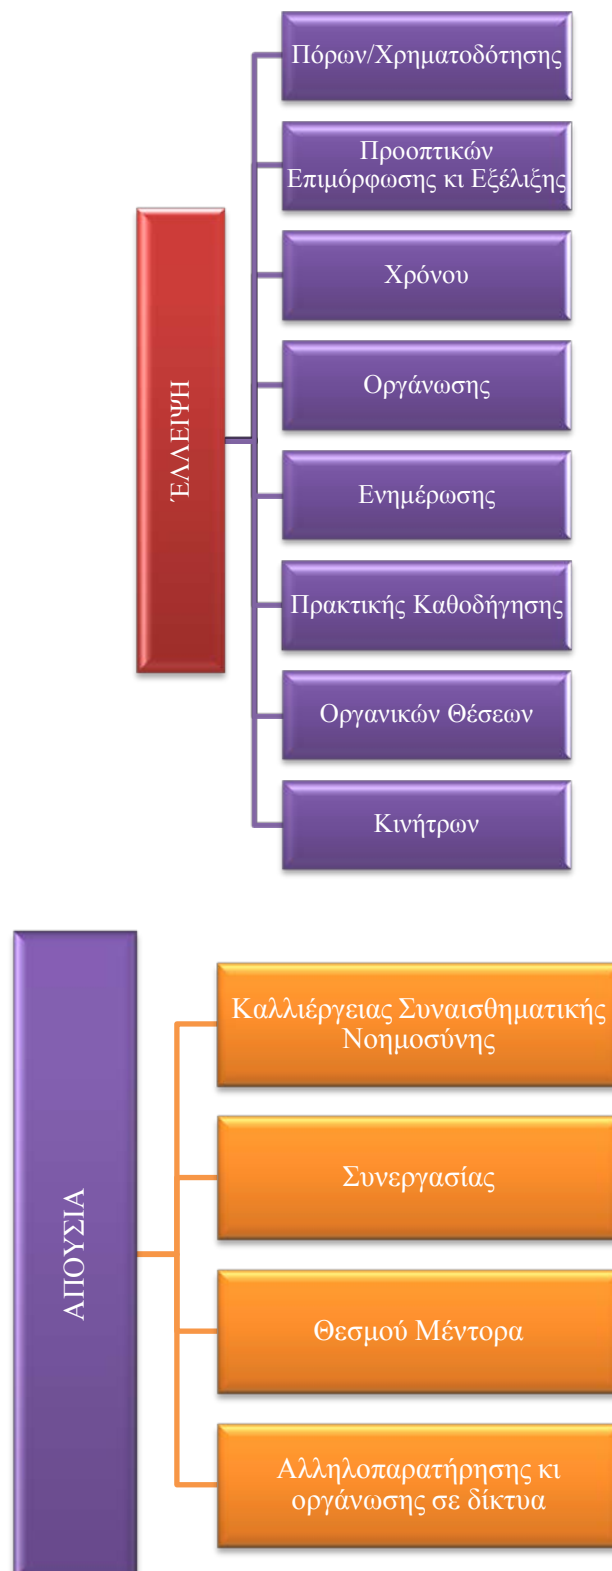 ΈΛΛΕΙΨΗ
Πόρων/Χρηματοδότησης
Προοπτικών
Επιμόρφωσης κι Εξέλιξης
Χρόνου
Οργάνωσης
Ενημέρωσης
Πρακτικής Καθοδήγησης
Οργανικών Θέσεων
Κινήτρων
ΑΠΟΥΣΙΑ
Καλλιέργειας Συναισθηματικής
Νοημοσύνης
Συνεργασίας
Θεσμού Μέντορα
Αλληλοπαρατήρησης κι
οργάνωσης σε δίκτυα